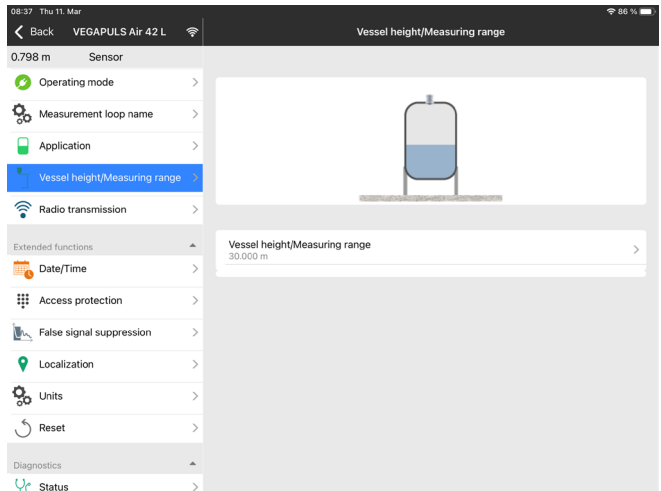 08:37 Thu 11. Mar
86 %
Back VEGAPULS Air 42 L
Vessel height/Measuring range
0.798 m Sensor
Operating mode
Measurement loop name
Application
Vessel height/Measuring range
Radio transmission
Extended functions
Date/Time
Access protection
False signal suppression
Localization
Units
Reset
Diagnostics
Status
Vessel height/Measuring range
30.000 m